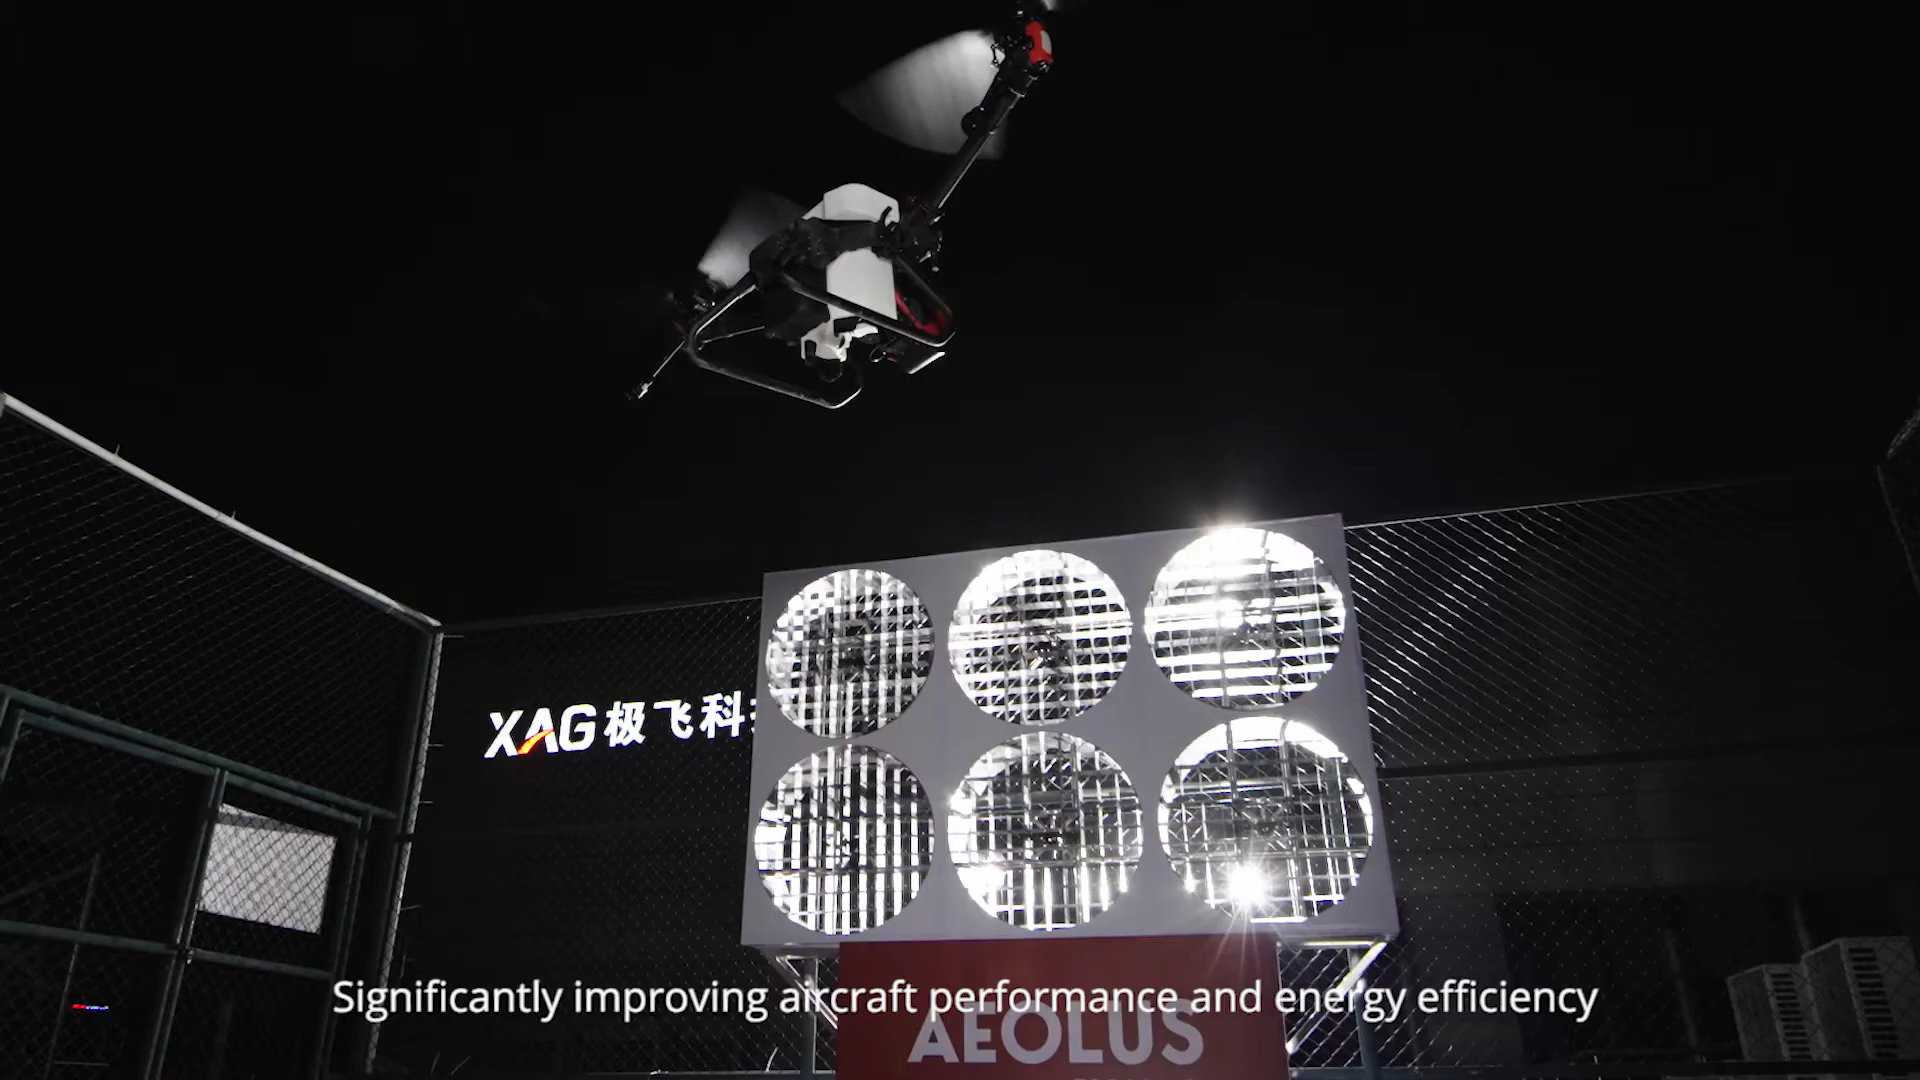 XAG极飞科
Significantly improving aircraft performance and energy efficiency
AEOLUS